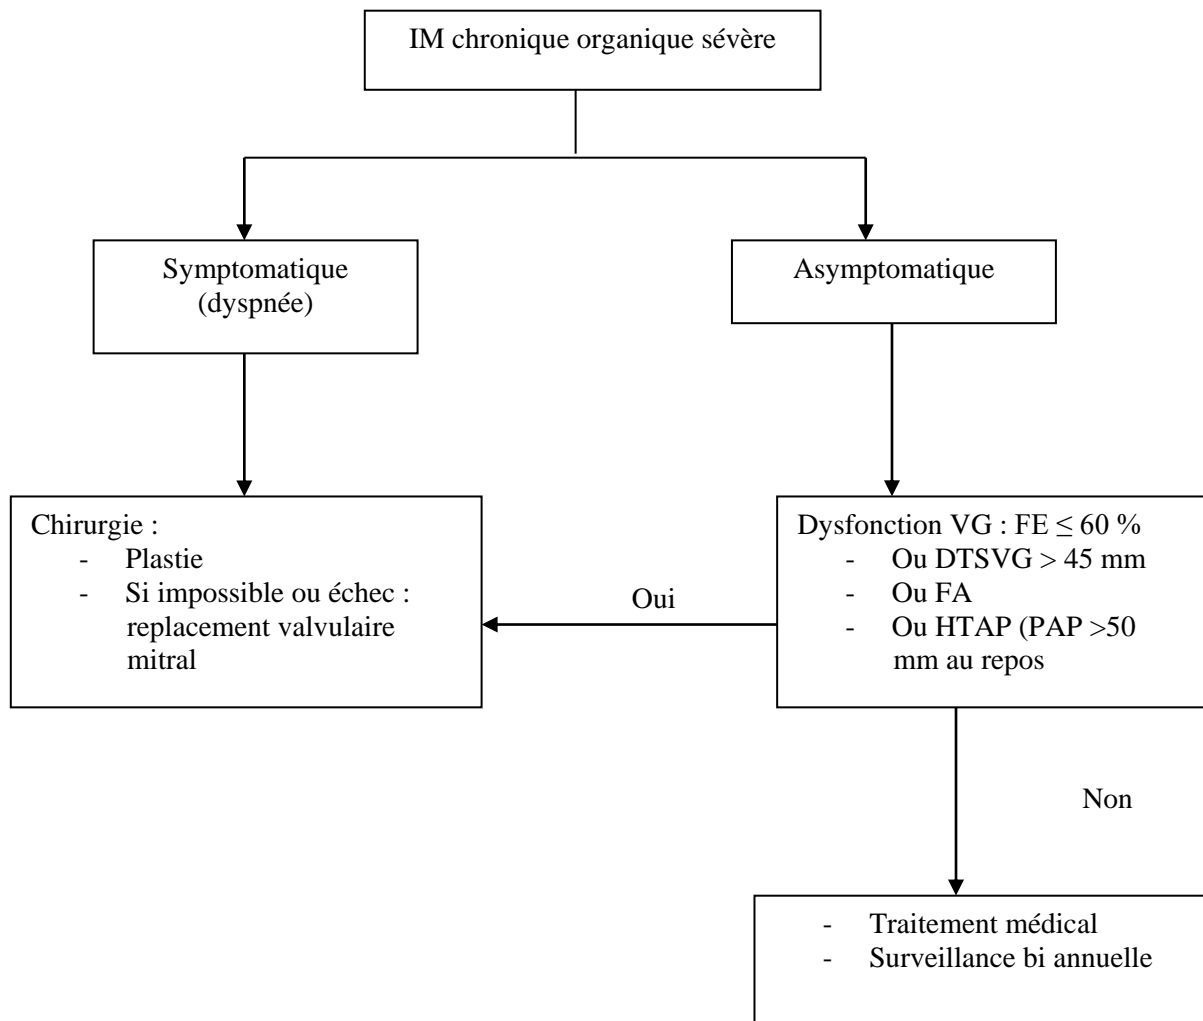 IM chronique organique sévère
Symptomatique
(dyspnée)
Asymptomatique
Chirurgie :
- Plastie
- Si impossible ou échec :
replacement valvulaire
mitral
Oui
Dysfonction VG : FE ≤ 60 %
- Ou DTSVG > 45 mm
- Ou FA
- Ou HTAP (PAP >50
mm au repos
Non
- Traitement médical
- Surveillance bi annuelle